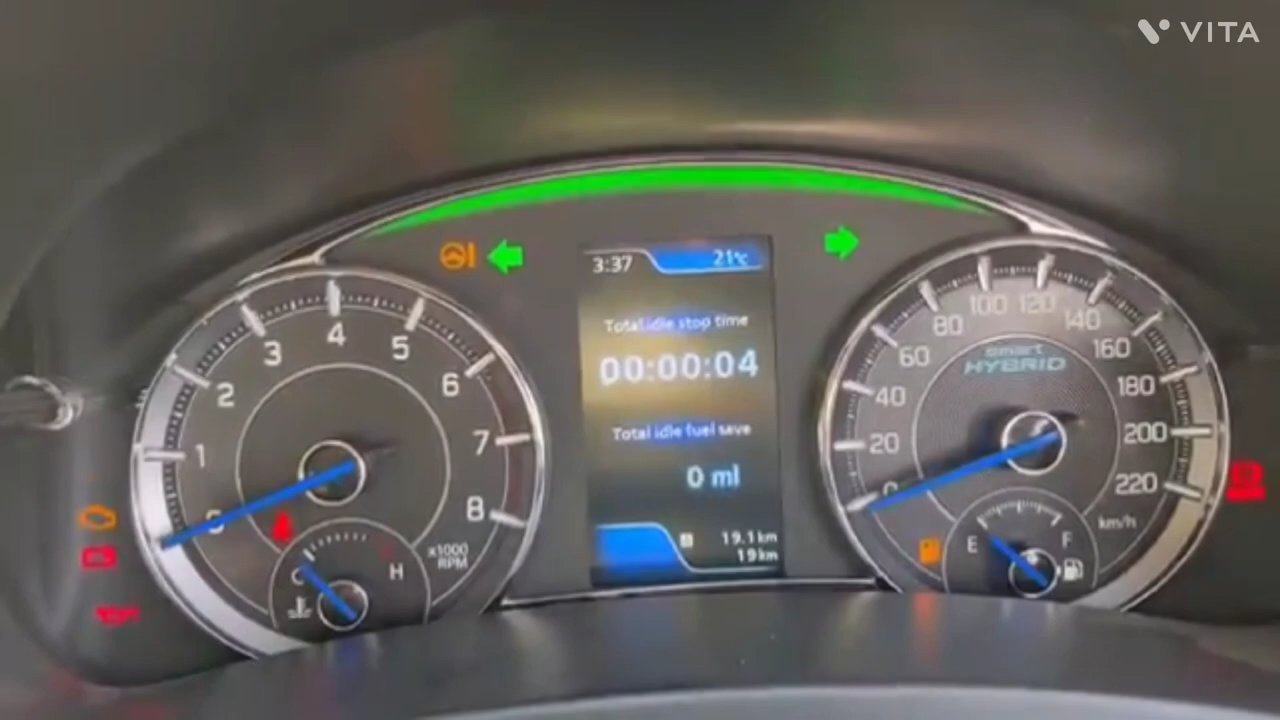 VITA
3:37 21°C
Total idle stop time
00:00:04
Total idle fuel save
0 ml
19.1km
19km
0
1
2
3
4
5
6
7
8
x1000
RPM
C H
0
20
40
60
80
100
120
140
160
180
200
220
km/h
smart
HYBRID
E F